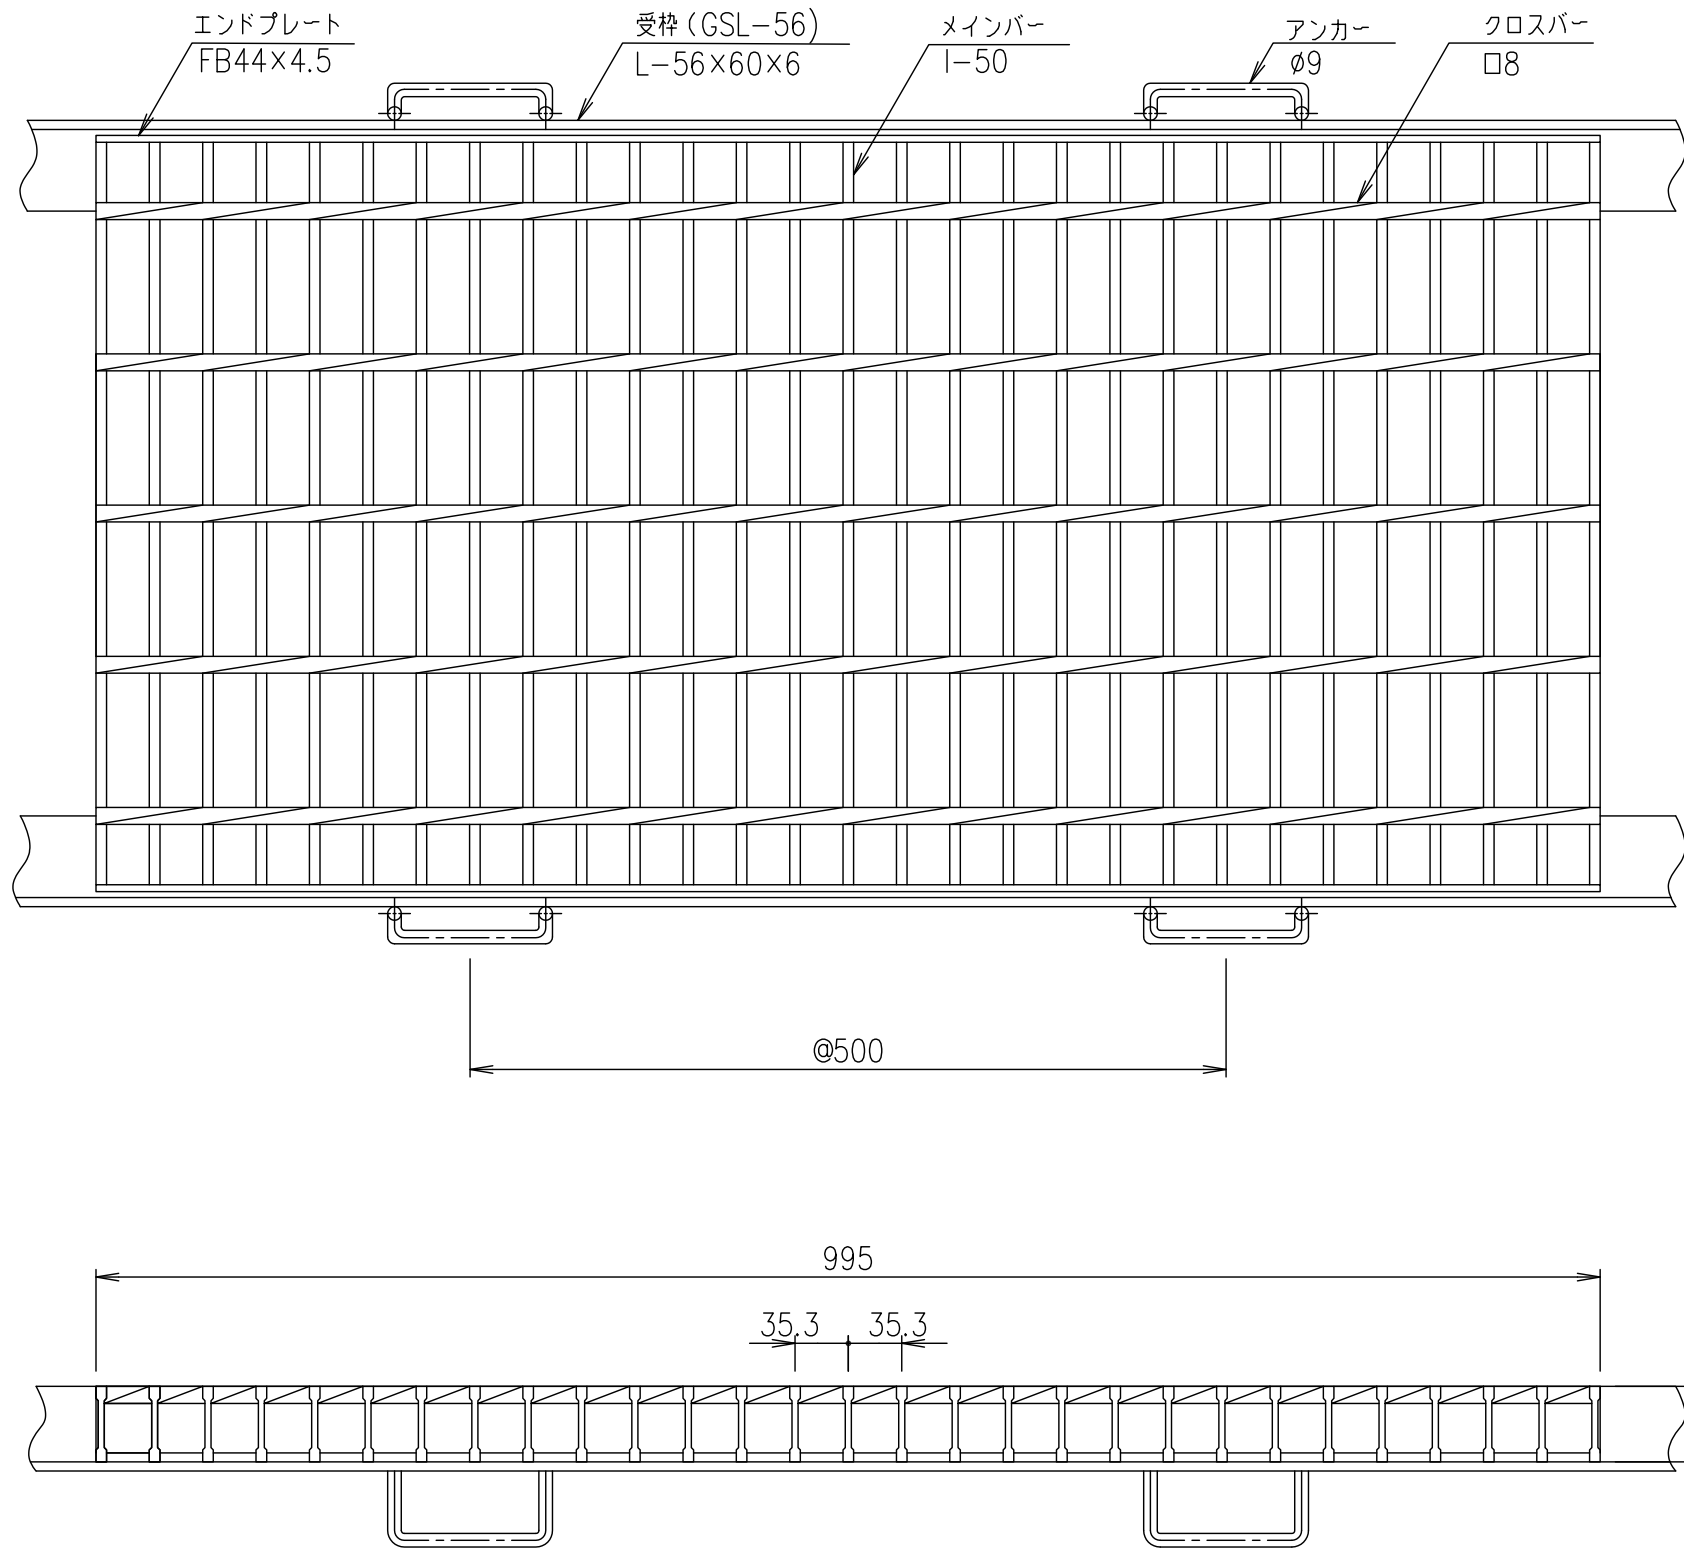 エンドプレート
FB44×4.5
受枠(GSL-56)
L-56×60×6
メインバー
I-50
アンカー
ø9
クロスバー
□8
@500
995
35.3
35.3